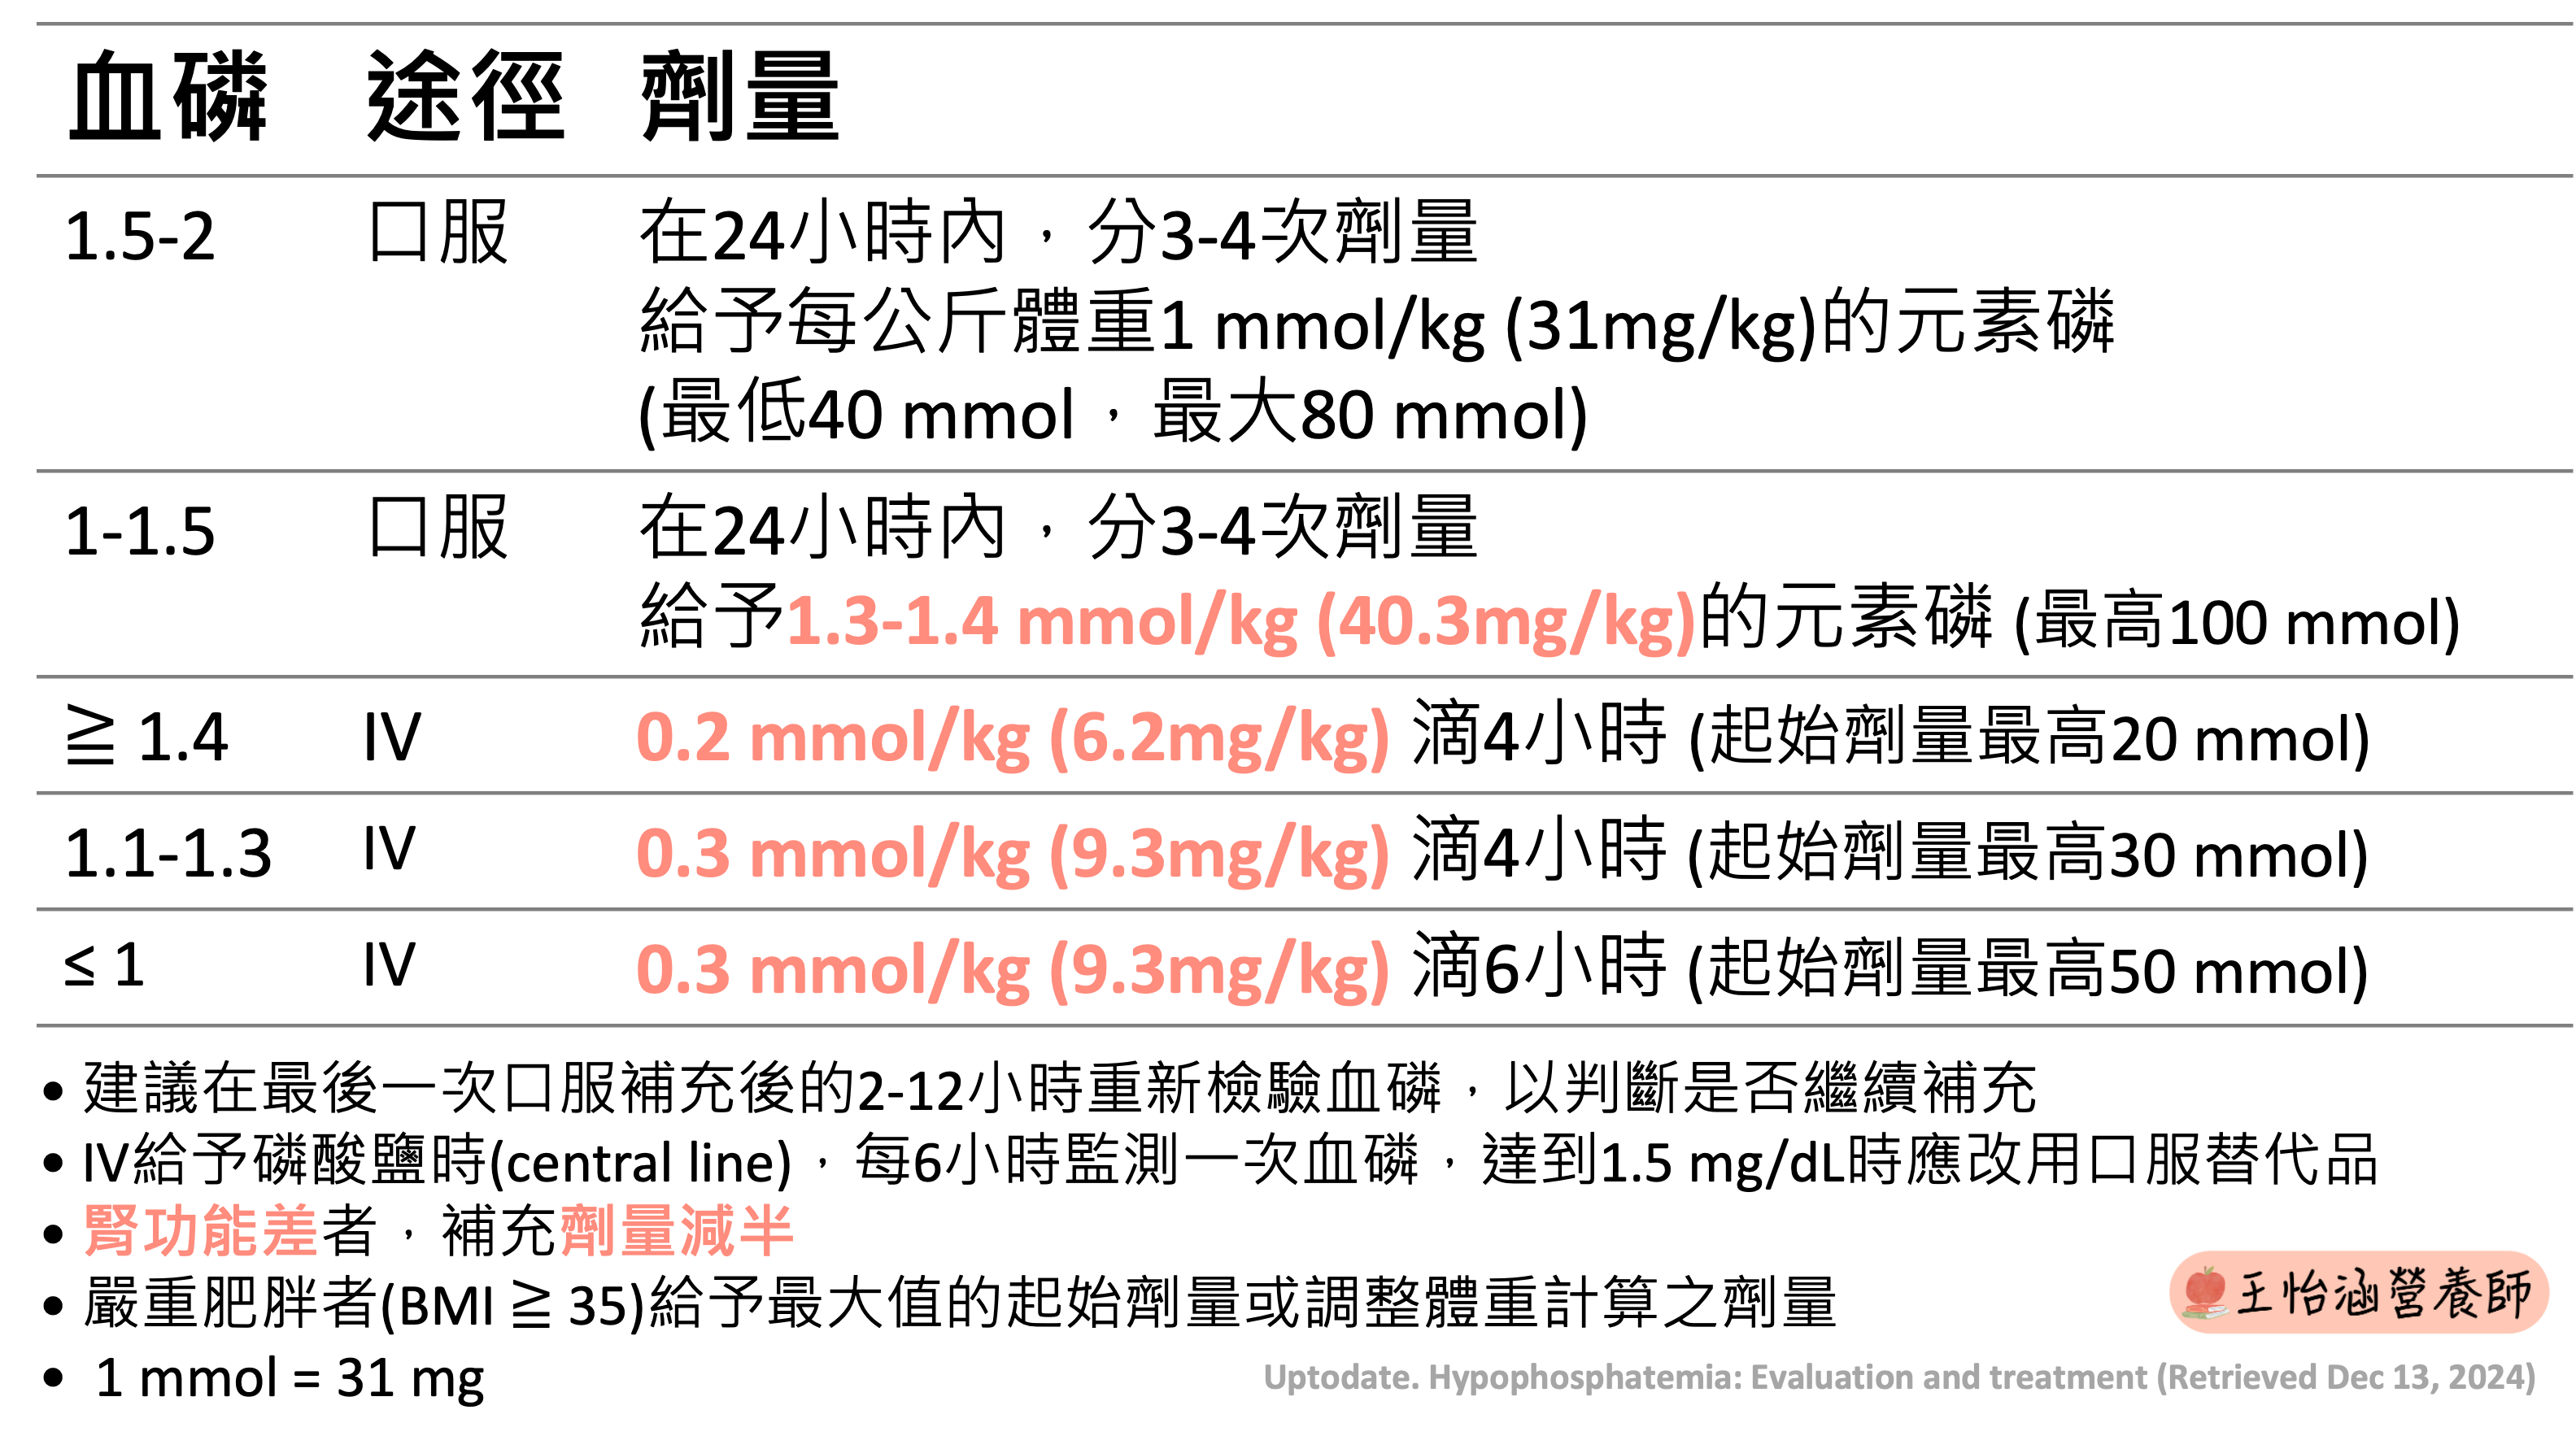 血磷 途徑 劑量
1.5-2 口服 在24小時內，分3-4次劑量
給予每公斤體重1 mmol/kg (31mg/kg)的元素磷
(最低40 mmol，最大80 mmol)
1-1.5 口服 在24小時內，分3-4次劑量
給予1.3-1.4 mmol/kg (40.3mg/kg)的元素磷 (最高100 mmol)
≧ 1.4 IV 0.2 mmol/kg (6.2mg/kg) 滴4小時 (起始劑量最高20 mmol)
1.1-1.3 IV 0.3 mmol/kg (9.3mg/kg) 滴4小時 (起始劑量最高30 mmol)
≤ 1 IV 0.3 mmol/kg (9.3mg/kg) 滴6小時 (起始劑量最高50 mmol)
• 建議在最後一次口服補充後的2-12小時重新檢驗血磷，以判斷是否繼續補充
• IV給予磷酸鹽時(central line)，每6小時監測一次血磷，達到1.5 mg/dL時應改用口服替代品
• 腎功能差者，補充劑量減半
• 嚴重肥胖者(BMI ≧ 35)給予最大值的起始劑量或調整體重計算之劑量
• 1 mmol = 31 mg
王怡涵營養師
Uptodate. Hypophosphatemia: Evaluation and treatment (Retrieved Dec 13, 2024)